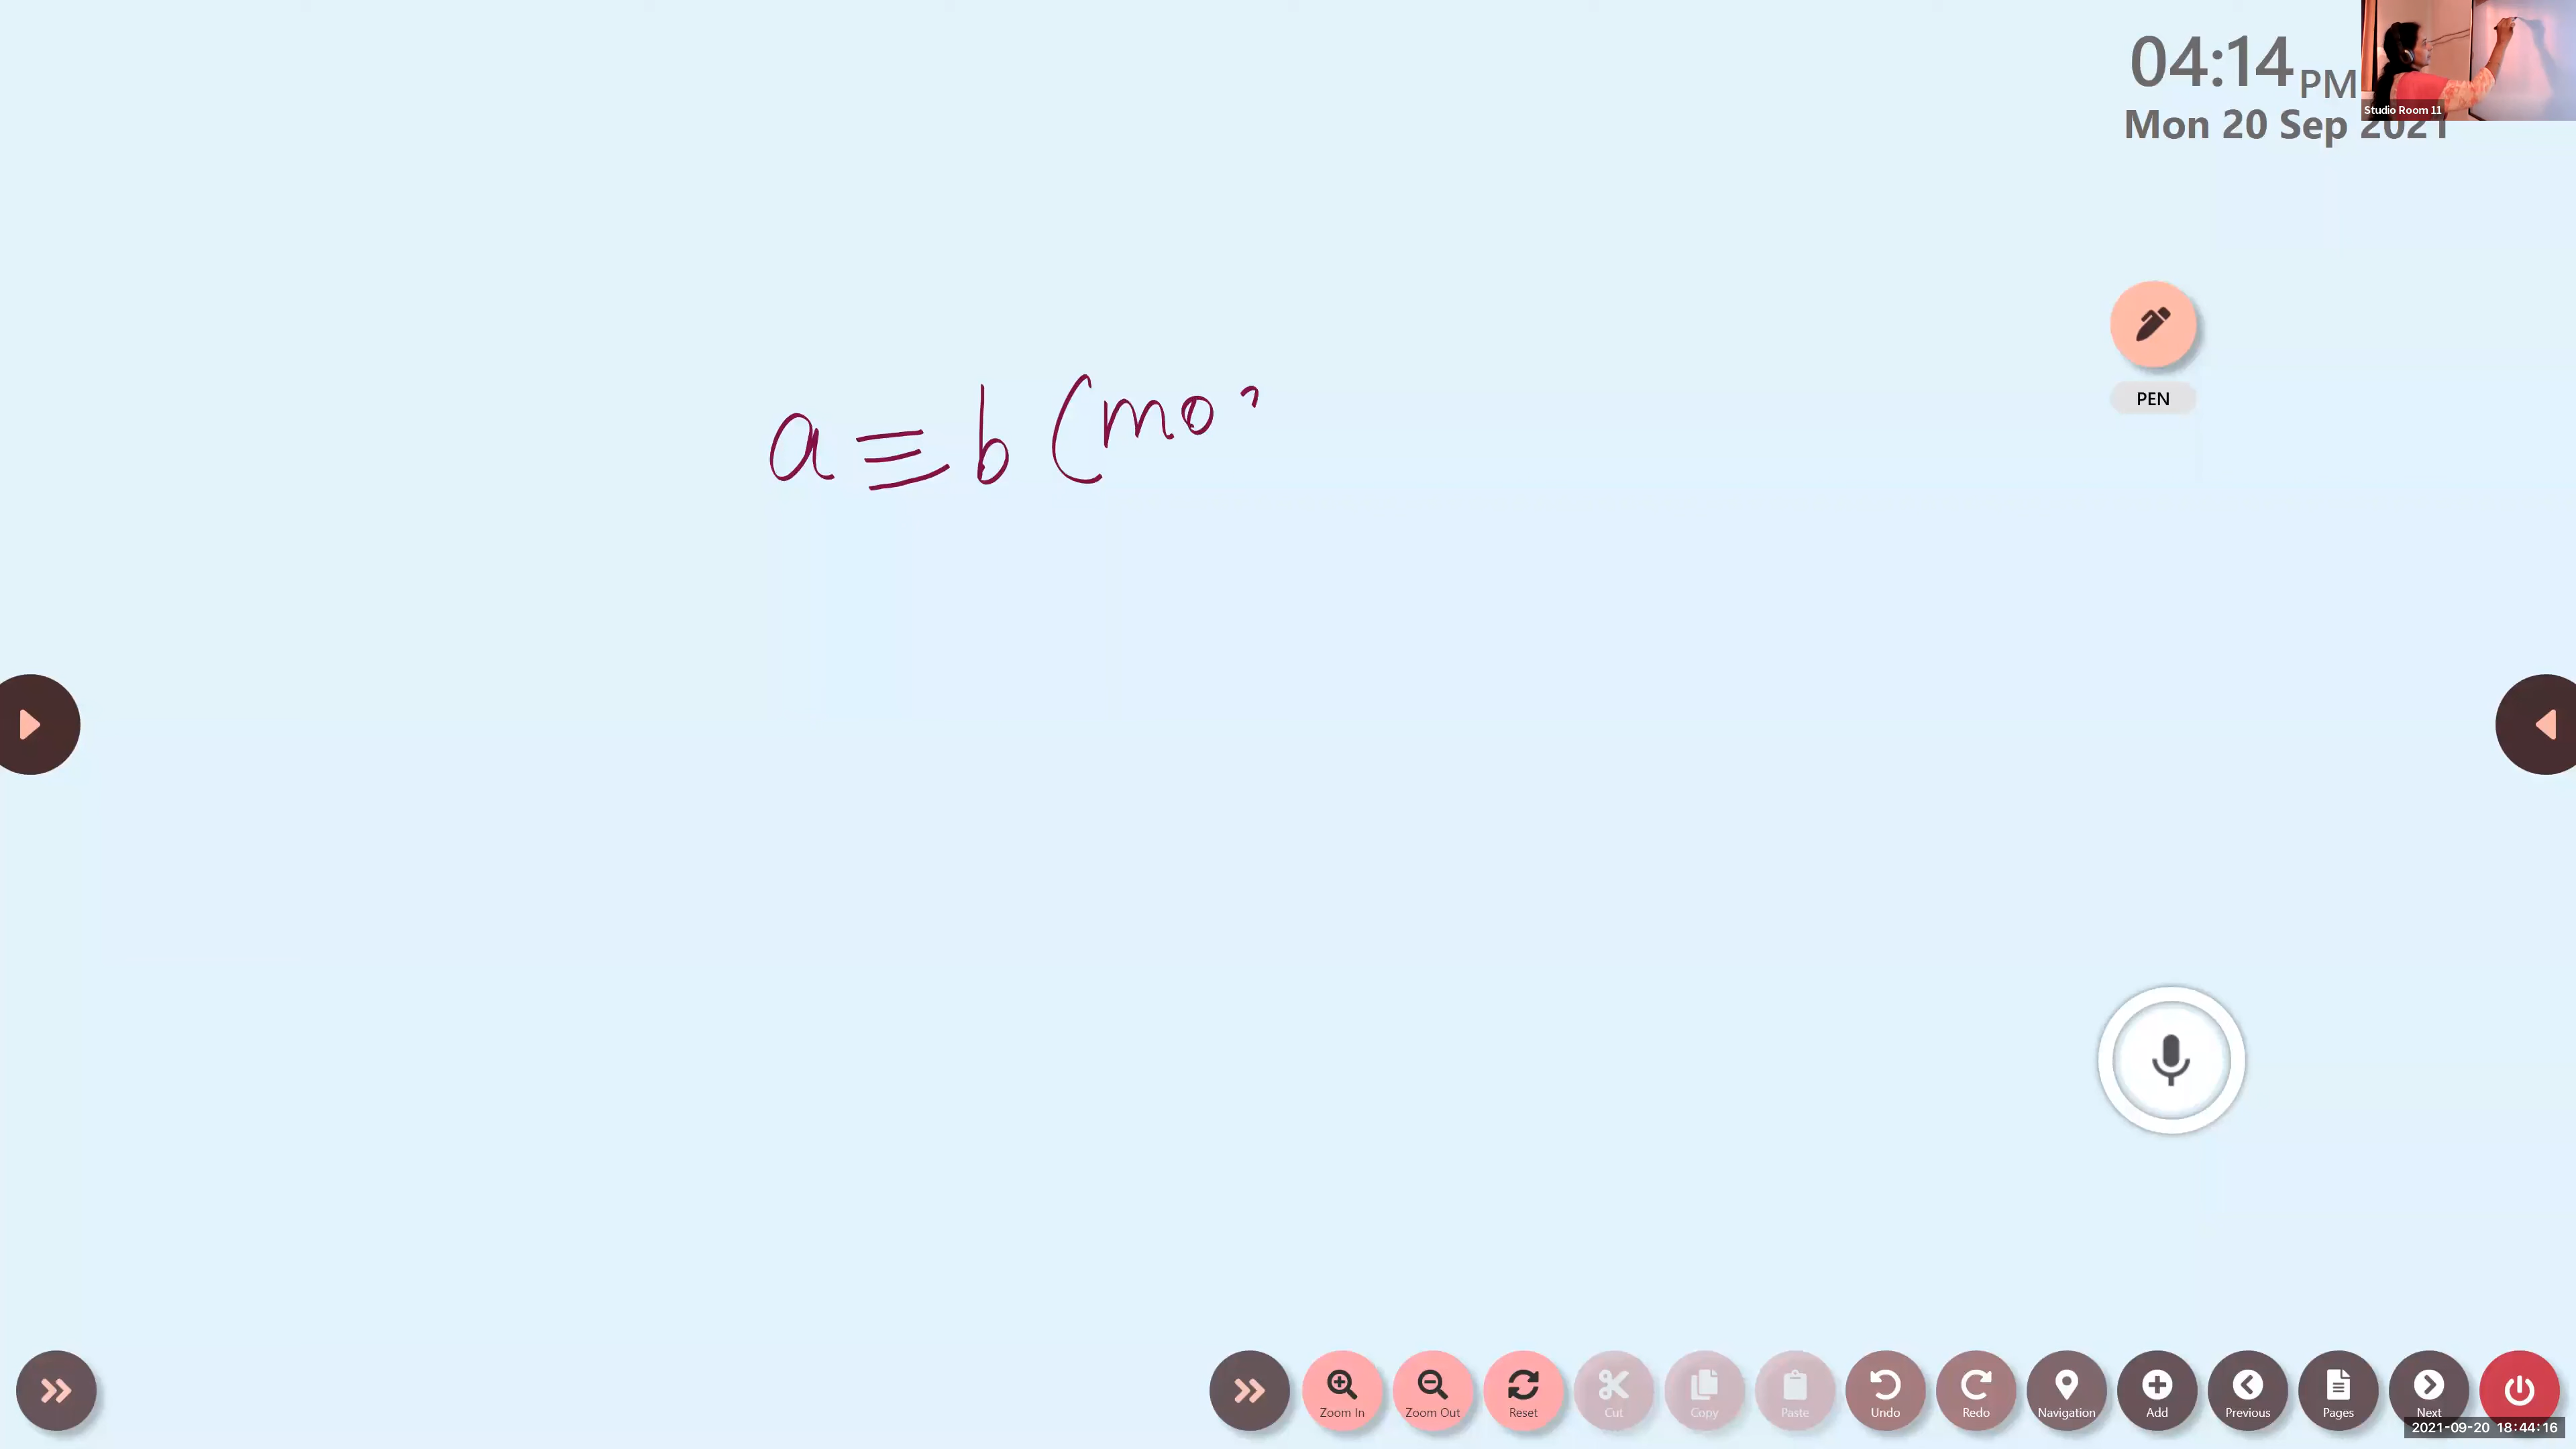 04:14 PM
Mon 20 Sep 2021
Studio Room 11
PEN
a ≡ b (mo
Zoom In
Zoom Out
Reset
Cut
Copy
Paste
Undo
Redo
Navigation
Add
Previous
Pages
Next
2021-09-20 18:44:16